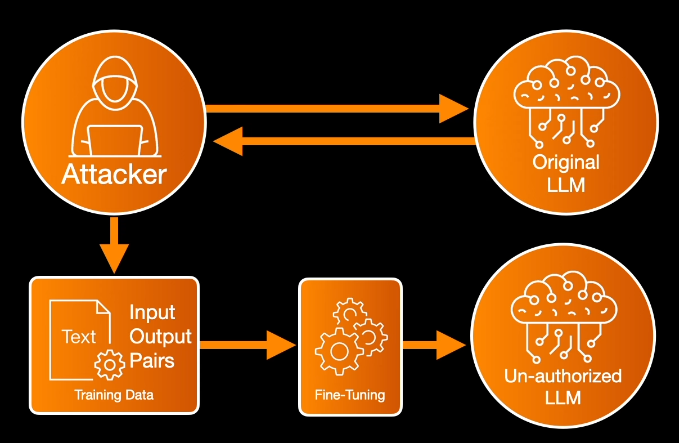 Attacker
Original
LLM
Text
Input
Output
Pairs
Training Data
Fine-Tuning
Un-authorized
LLM